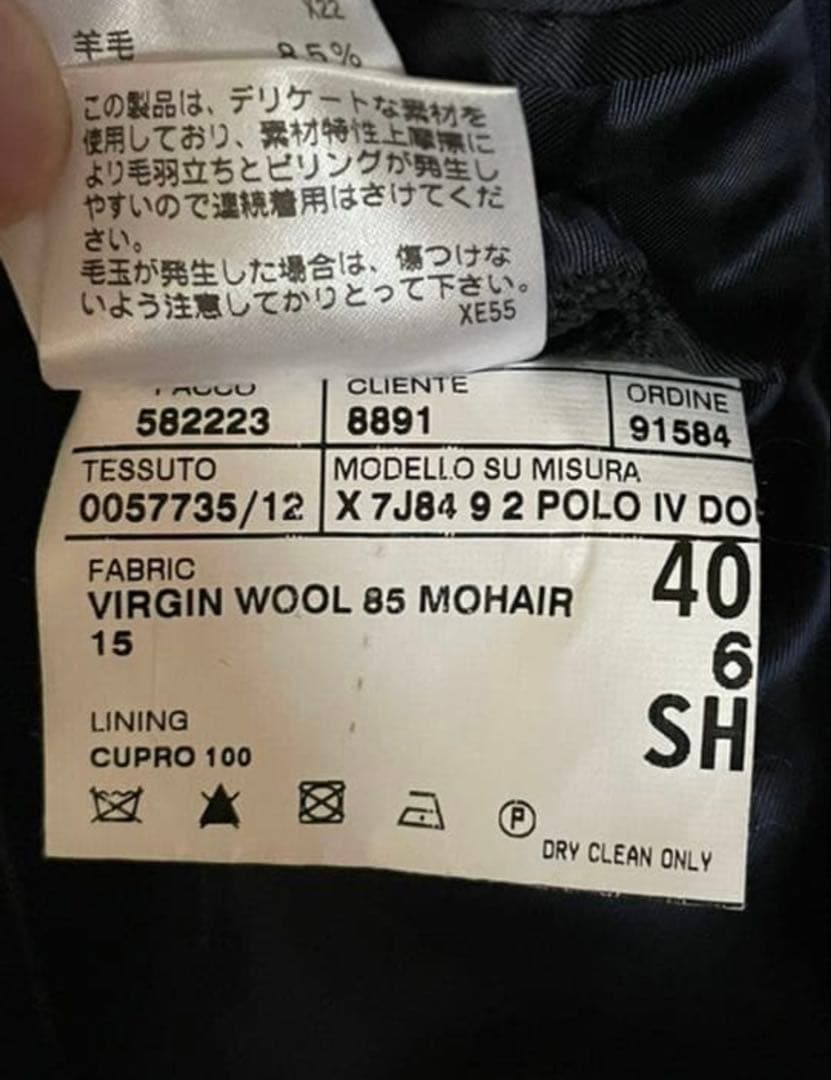 X22
羊毛 85%
この製品は、デリケートな素材を
使用しており、素材特性上摩擦に
より毛羽立ちとピリングが発生し
やすいので連続着用はさけてくだ
さい。
毛玉が発生した場合は、傷つけな
いよう注意してかりとって下さい。
XE55
CLIENTE ORDINE
582223 8891 91584
TESSUTO MODELLO SU MISURA
0057735/12 X 7J84 9 2 POLO IV DO
FABRIC
VIRGIN WOOL 85 MOHAIR
15
40
6
SH
LINING
CUPRO 100
P
DRY CLEAN ONLY